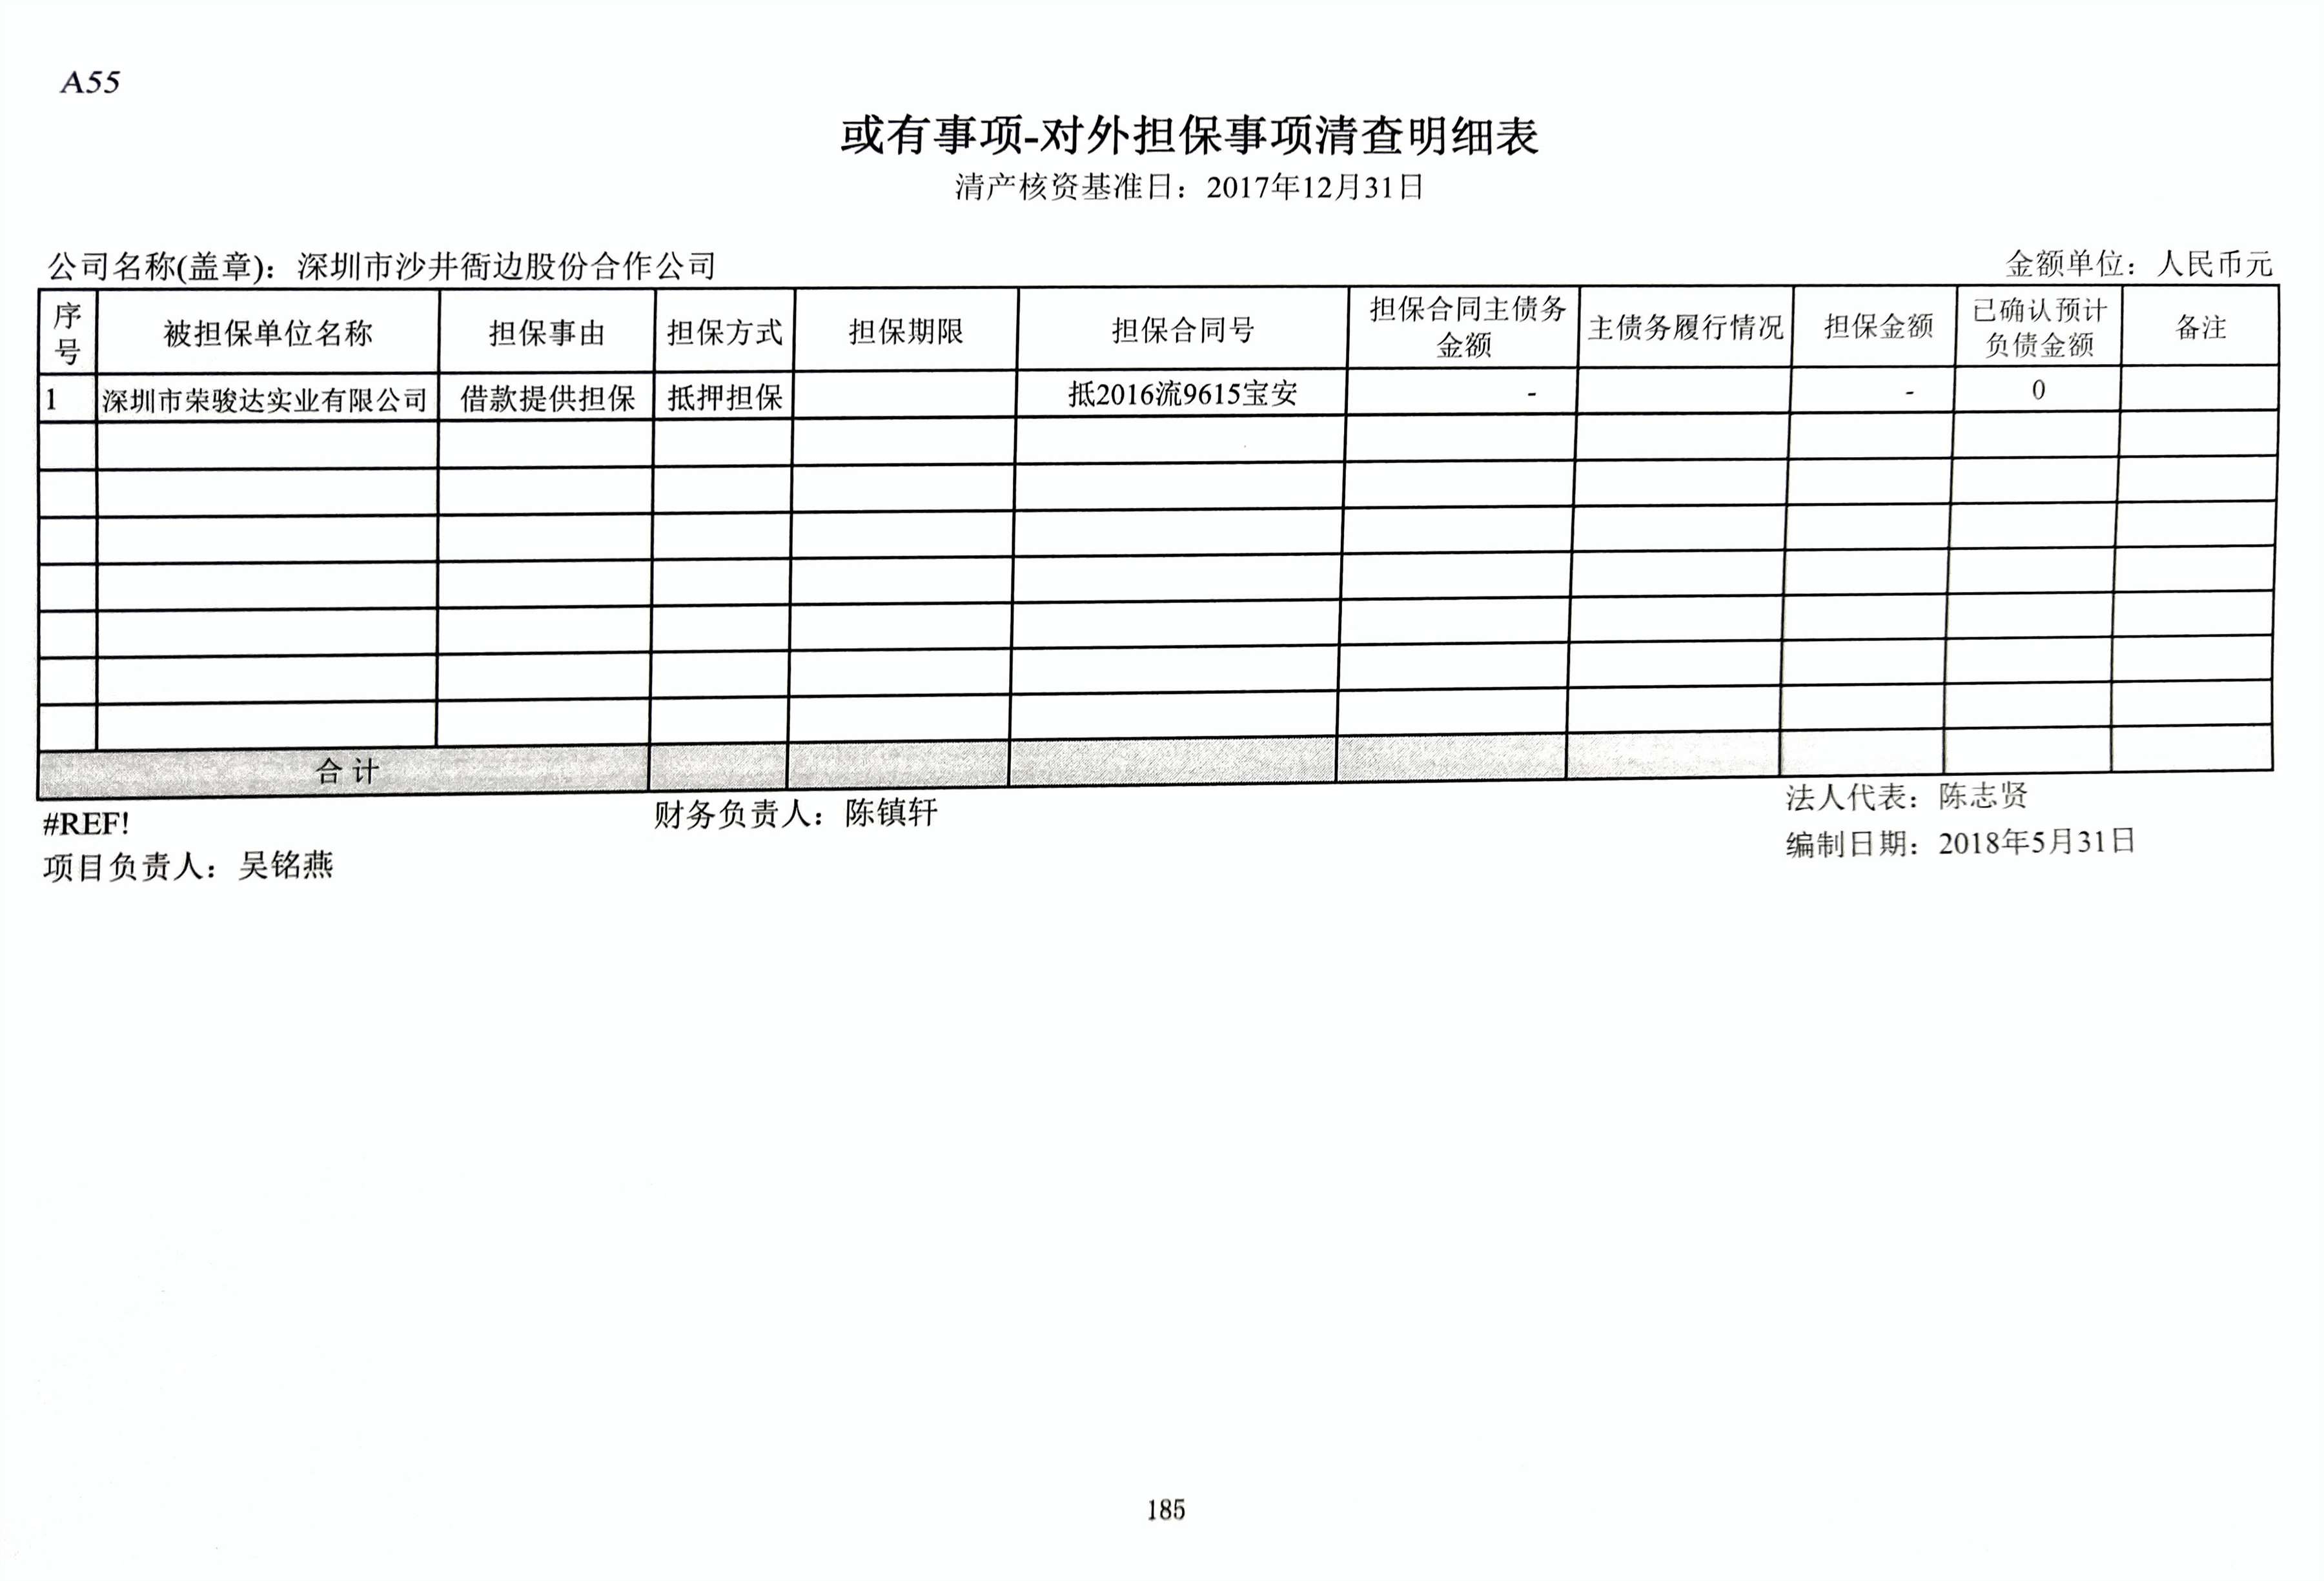 A55
或有事项-对外担保事项清查明细表
清产核资基准日：2017年12月31日
公司名称(盖章)：深圳市沙井衙边股份合作公司 金额单位：人民币元
序号 被担保单位名称 担保事由 担保方式 担保期限 担保合同号 担保合同主债务金额 主债务履行情况 担保金额 已确认预计负债金额 备注
1 深圳市荣骏达实业有限公司 借款提供担保 抵押担保 抵2016流9615宝安 - - 0
合 计
#REF! 财务负责人：陈镇轩 法人代表：陈志贤
项目负责人：吴铭燕 编制日期：2018年5月31日
185